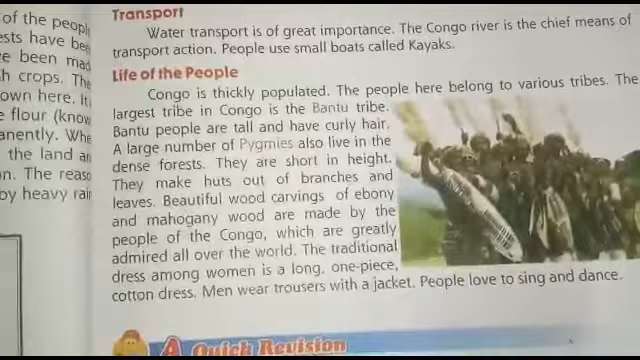 of the peopl
ests have bee
e been mad
h crops. The
own here. It
e flour (know
anently. Whe
the land an
n. The reaso
by heavy rai
Transport
Water transport is of great importance. The Congo river is the chief means of
transport action. People use small boats called Kayaks.
Life of the People
Congo is thickly populated. The people here belong to various tribes. The
largest tribe in Congo is the Bantu tribe.
Bantu people are tall and have curly hair.
A large number of Pygmies also live in the
dense forests. They are short in height.
They make huts out of branches and
leaves. Beautiful wood carvings of ebony
and mahogany wood are made by the
people of the Congo, which are greatly
admired all over the world. The traditional
dress among women is a long, one-piece,
cotton dress. Men wear trousers with a jacket. People love to sing and dance.
A Quick Revision